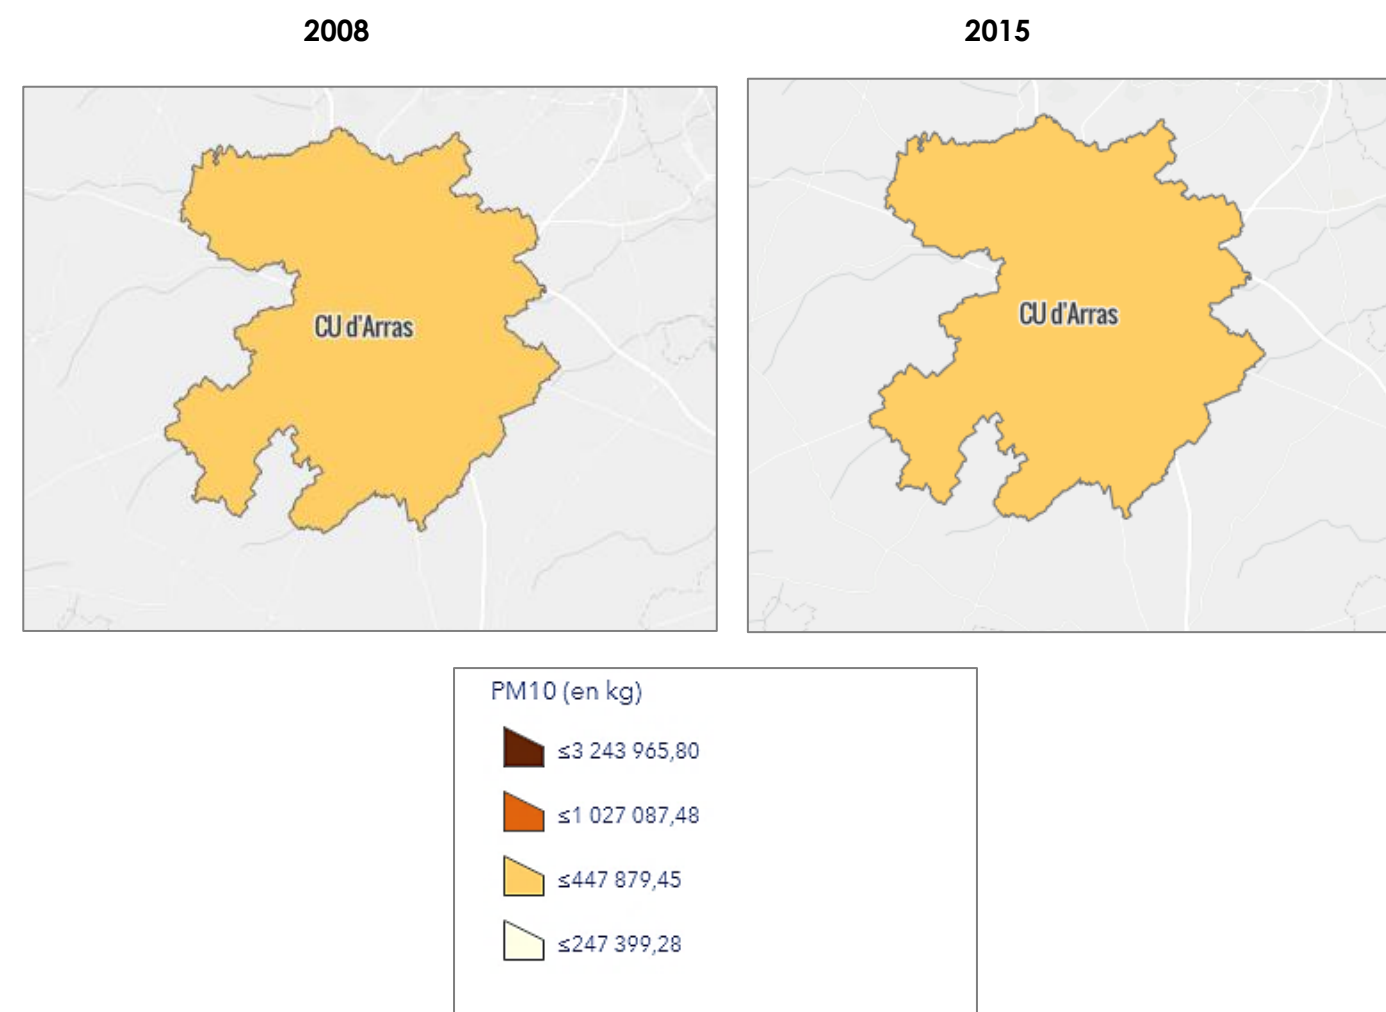 2008
2015
CU d'Arras
CU d'Arras
PM10 (en kg)
≤3 243 965,80
≤1 027 087,48
≤447 879,45
≤247 399,28